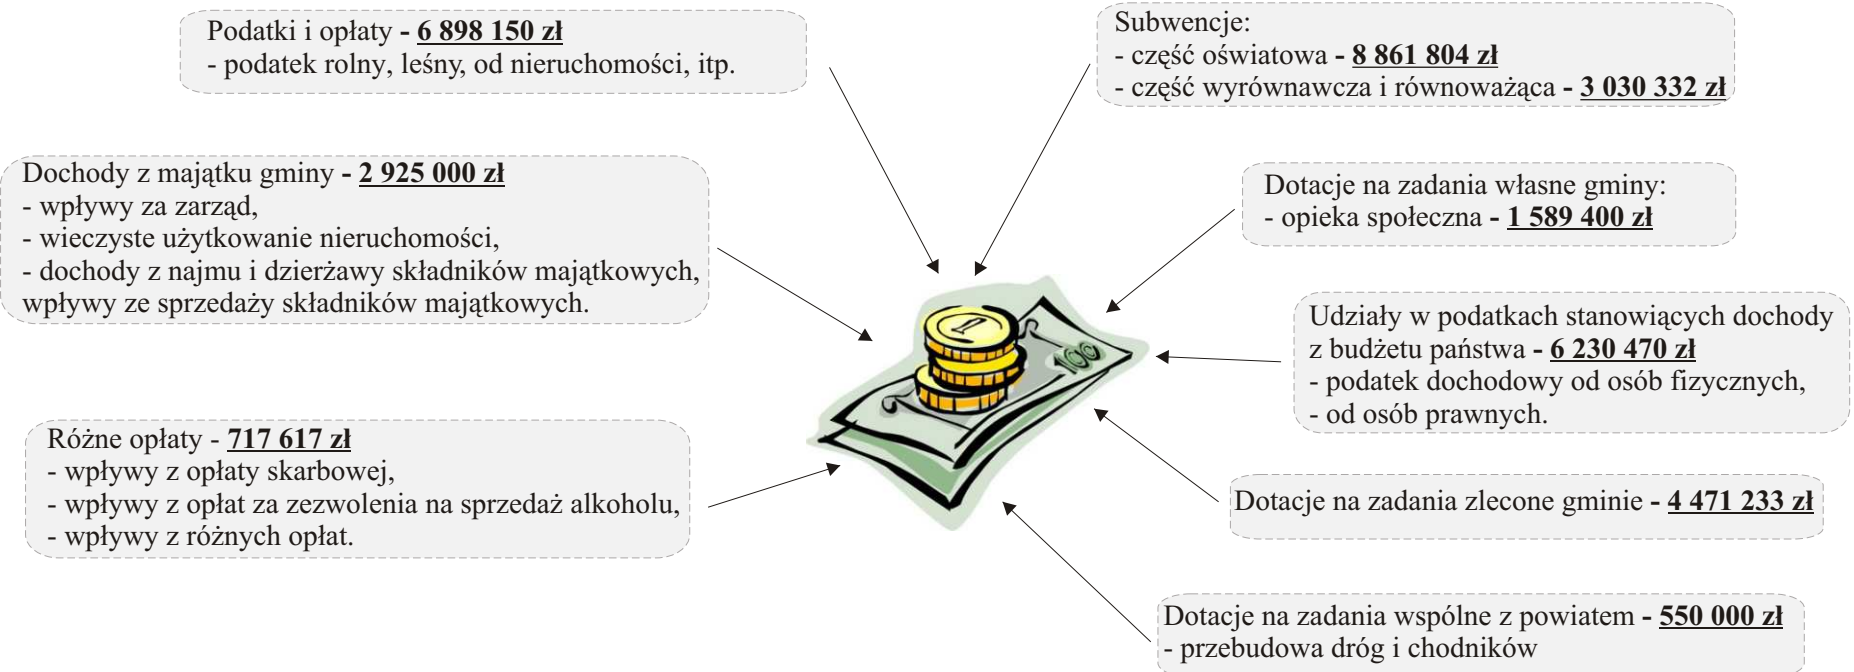 Podatki i opłaty - 6 898 150 zł
- podatek rolny, leśny, od nieruchomości, itp.
Subwencje:
- część oświatowa - 8 861 804 zł
- część wyrównawcza i równoważąca - 3 030 332 zł
Dochody z majątku gminy - 2 925 000 zł
- wpływy za zarząd,
- wieczyste użytkowanie nieruchomości,
- dochody z najmu i dzierżawy składników majątkowych,
wpływy ze sprzedaży składników majątkowych.
Dotacje na zadania własne gminy:
- opieka społeczna - 1 589 400 zł
Udziały w podatkach stanowiących dochody
z budżetu państwa - 6 230 470 zł
- podatek dochodowy od osób fizycznych,
- od osób prawnych.
100
Różne opłaty - 717 617 zł
- wpływy z opłaty skarbowej,
- wpływy z opłat za zezwolenia na sprzedaż alkoholu,
- wpływy z różnych opłat.
Dotacje na zadania zlecone gminie - 4 471 233 zł
Dotacje na zadania wspólne z powiatem - 550 000 zł
- przebudowa dróg i chodników